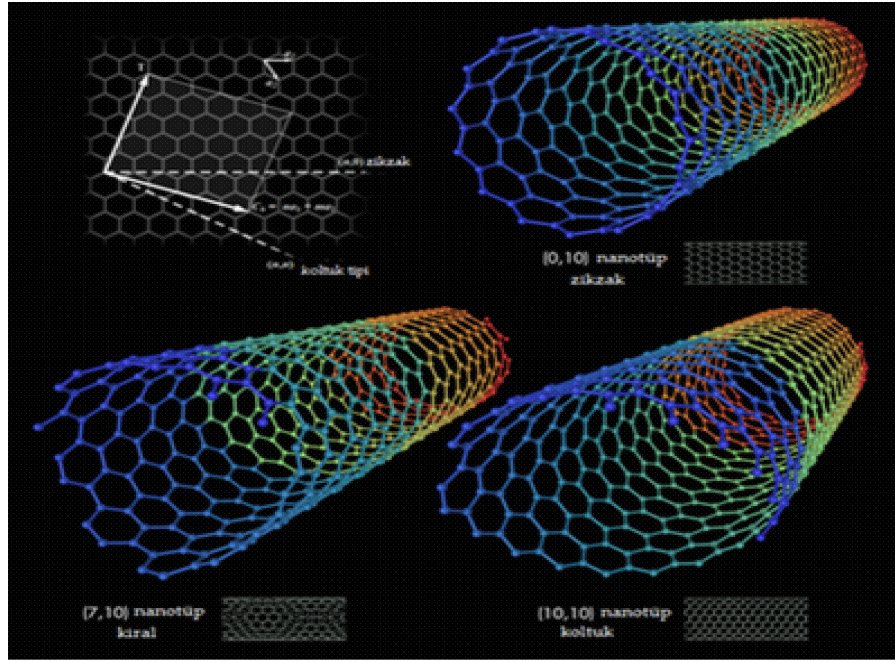 T
(n,0) zikzak
(n,n) koltuk tipi
(0,10) nanotüp
zikzak
(7,10) nanotüp
kiral
(10,10) nanotüp
koltuk